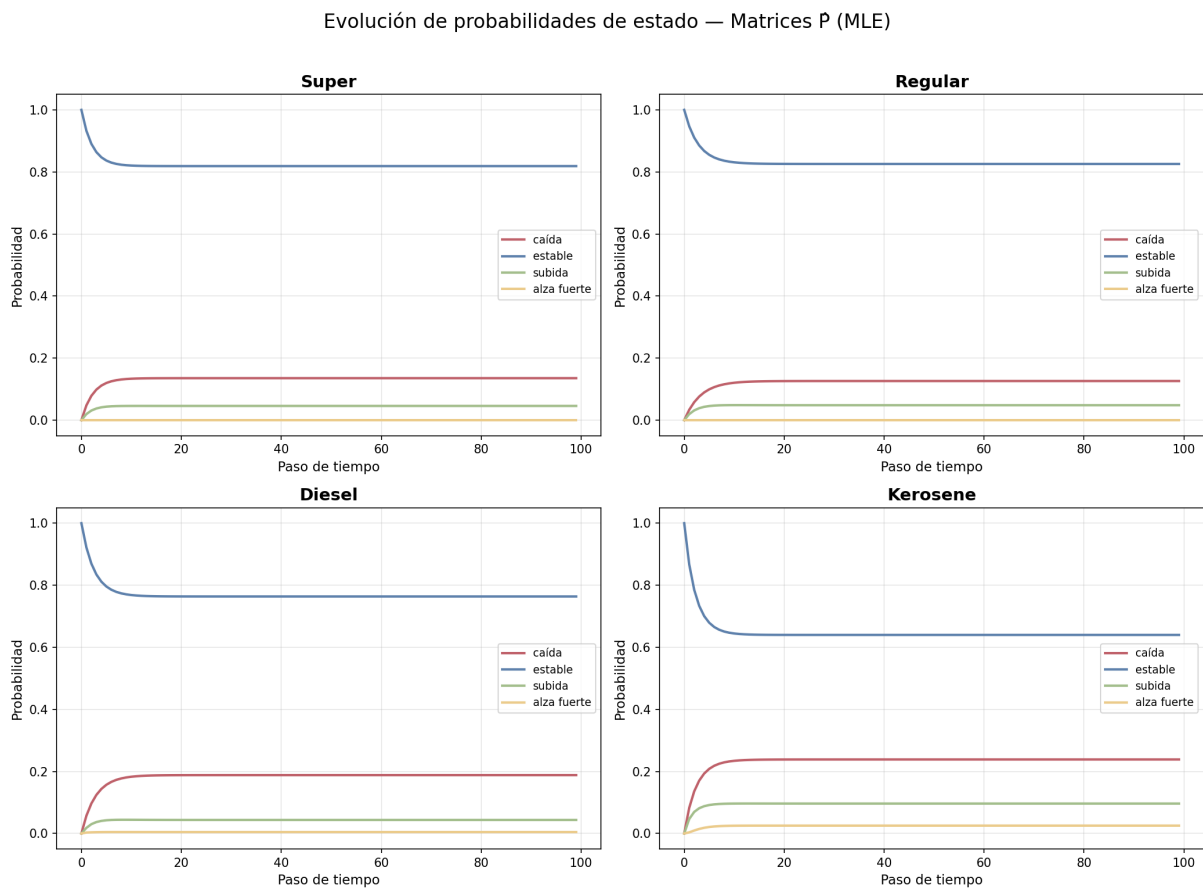 Evolución de probabilidades de estado — Matrices P̂ (MLE)
Super
Probabilidad
1.0
0.8
0.6
0.4
0.2
0.0
caída
estable
subida
alza fuerte
0 20 40 60 80 100
Paso de tiempo
Regular
Probabilidad
1.0
0.8
0.6
0.4
0.2
0.0
caída
estable
subida
alza fuerte
0 20 40 60 80 100
Paso de tiempo
Diesel
Probabilidad
1.0
0.8
0.6
0.4
0.2
0.0
caída
estable
subida
alza fuerte
0 20 40 60 80 100
Paso de tiempo
Kerosene
Probabilidad
1.0
0.8
0.6
0.4
0.2
0.0
caída
estable
subida
alza fuerte
0 20 40 60 80 100
Paso de tiempo